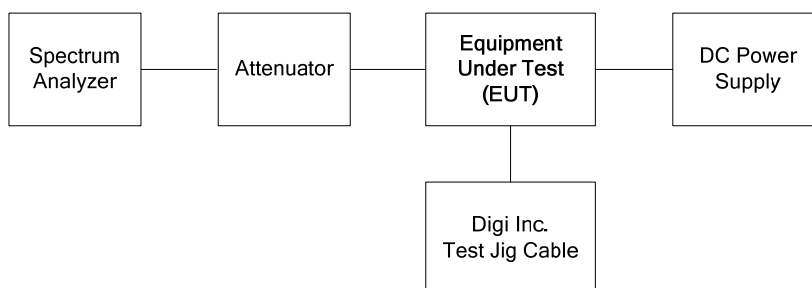 Spectrum
Analyzer
Attenuator
Equipment
Under Test
(EUT)
DC Power
Supply
Digi Inc.
Test Jig Cable